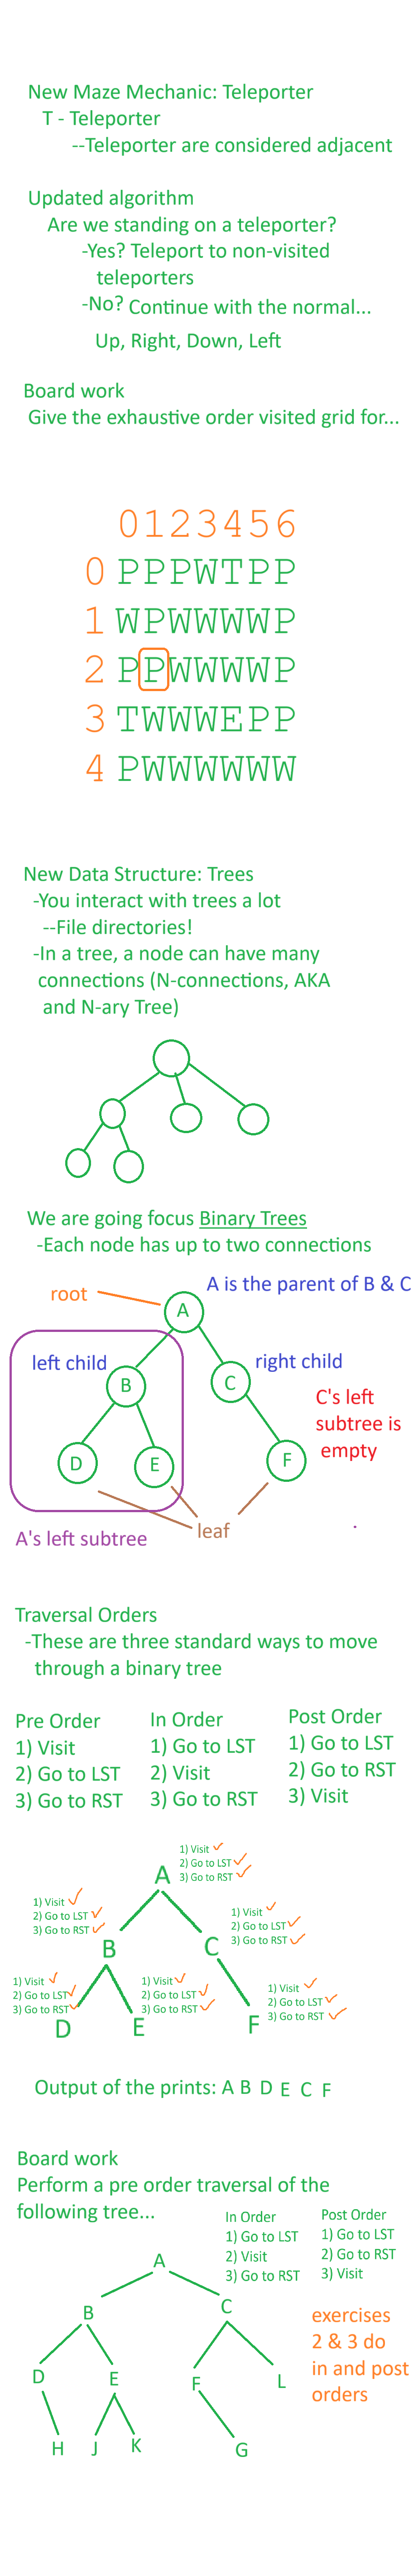 New Maze Mechanic: Teleporter
T - Teleporter
--Teleporter are considered adjacent
Updated algorithm
Are we standing on a teleporter?
-Yes? Teleport to non-visited
teleporters
-No? Continue with the normal...
Up, Right, Down, Left
Board work
Give the exhaustive order visited grid for...
0123456
0 PPPWTPP
1 WPWWWWP
2 PPWWWWP
3 TWWWEPP
4 PWWWWWW
New Data Structure: Trees
-You interact with trees a lot
--File directories!
-In a tree, a node can have many
connections (N-connections, AKA
and N-ary Tree)
We are going focus Binary Trees
-Each node has up to two connections
A is the parent of B & C
root
A
left child
right child
B
C
C's left
subtree is
empty
D
E
F
leaf
A's left subtree
Traversal Orders
-These are three standard ways to move
through a binary tree
Pre Order
1) Visit
2) Go to LST
3) Go to RST
In Order
1) Go to LST
2) Visit
3) Go to RST
Post Order
1) Go to LST
2) Go to RST
3) Visit
1) Visit
2) Go to LST
3) Go to RST
A
1) Visit
2) Go to LST
3) Go to RST
B
1) Visit
2) Go to LST
3) Go to RST
C
1) Visit
2) Go to LST
3) Go to RST
D
1) Visit
2) Go to LST
3) Go to RST
E
1) Visit
2) Go to LST
3) Go to RST
F
Output of the prints: A B D E C F
Board work
Perform a pre order traversal of the
following tree...
In Order
1) Go to LST
2) Visit
3) Go to RST
Post Order
1) Go to LST
2) Go to RST
3) Visit
A
B
C
exercises
2 & 3 do
in and post
orders
D
E
F
L
H
J
K
G